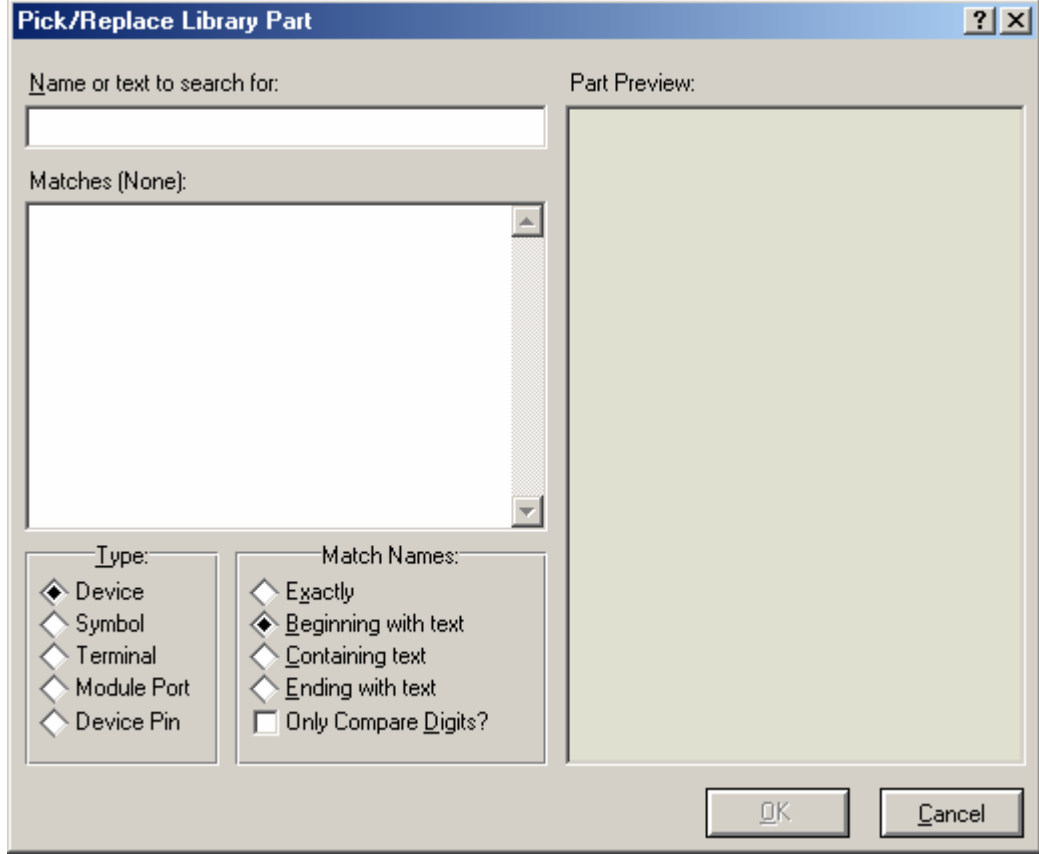 Pick/Replace Library Part
Name or text to search for:
Part Preview:
Matches (None):
Type:
Device
Symbol
Terminal
Module Port
Device Pin
Match Names:
Exactly
Beginning with text
Containing text
Ending with text
Only Compare Digits?
OK
Cancel